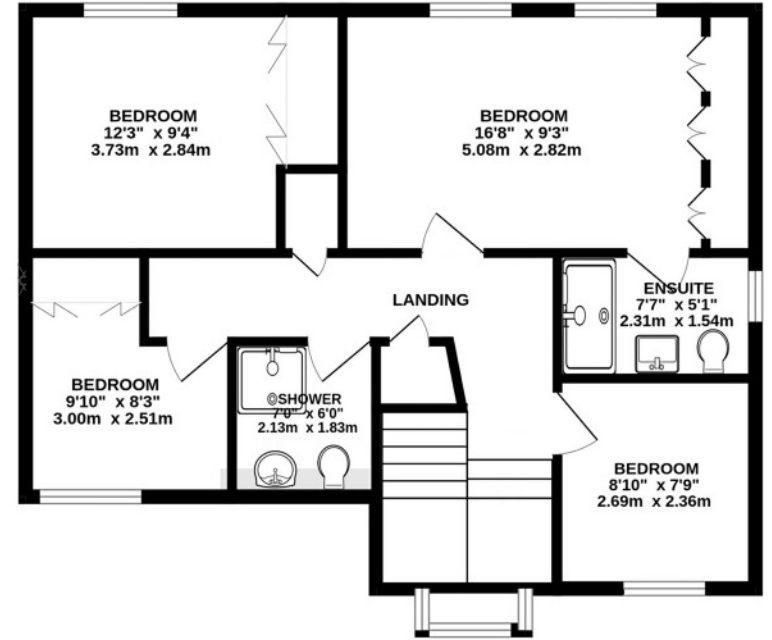 BEDROOM
12'3" x 9'4"
3.73m x 2.84m
BEDROOM
16'8" x 9'3"
5.08m x 2.82m
LANDING
ENSUITE
7'7" x 5'1"
2.31m x 1.54m
BEDROOM
9'10" x 8'3"
3.00m x 2.51m
SHOWER
7'0" x 6'0"
2.13m x 1.83m
BEDROOM
8'10" x 7'9"
2.69m x 2.36m